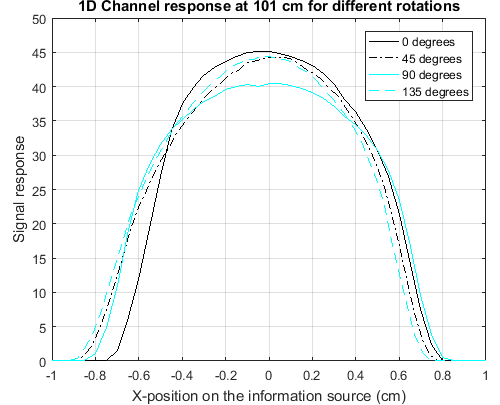 1D Channel response at 101 cm for different rotations
50
45
40
35
30
25
20
15
10
5
0
Signal response
0 degrees
45 degrees
90 degrees
135 degrees
-1 -0.8 -0.6 -0.4 -0.2 0 0.2 0.4 0.6 0.8 1
X-position on the information source (cm)